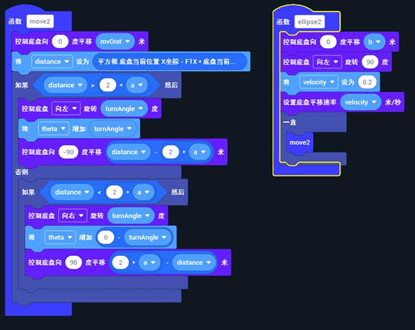 函数 move2
控制底盘向 0 度平移 mvDist 米
将 distance 设为 平方根 底盘当前位置 X坐标 - F1X + 底盘当前...
如果 distance > 2 * a 然后
控制底盘 向左 旋转 turnAngle 度
将 theta 增加 turnAngle
控制底盘向 -90 度平移 distance - 2 * a 米
否则
如果 distance < 2 * a 然后
控制底盘 向右 旋转 turnAngle 度
将 theta 增加 0 - turnAngle
控制底盘向 90 度平移 2 * a - distance 米
函数 ellipse2
控制底盘向 0 度平移 b 米
控制底盘 向右 旋转 90 度
将 velocity 设为 0.2
设置底盘平移速率 velocity 米/秒
一直
move2